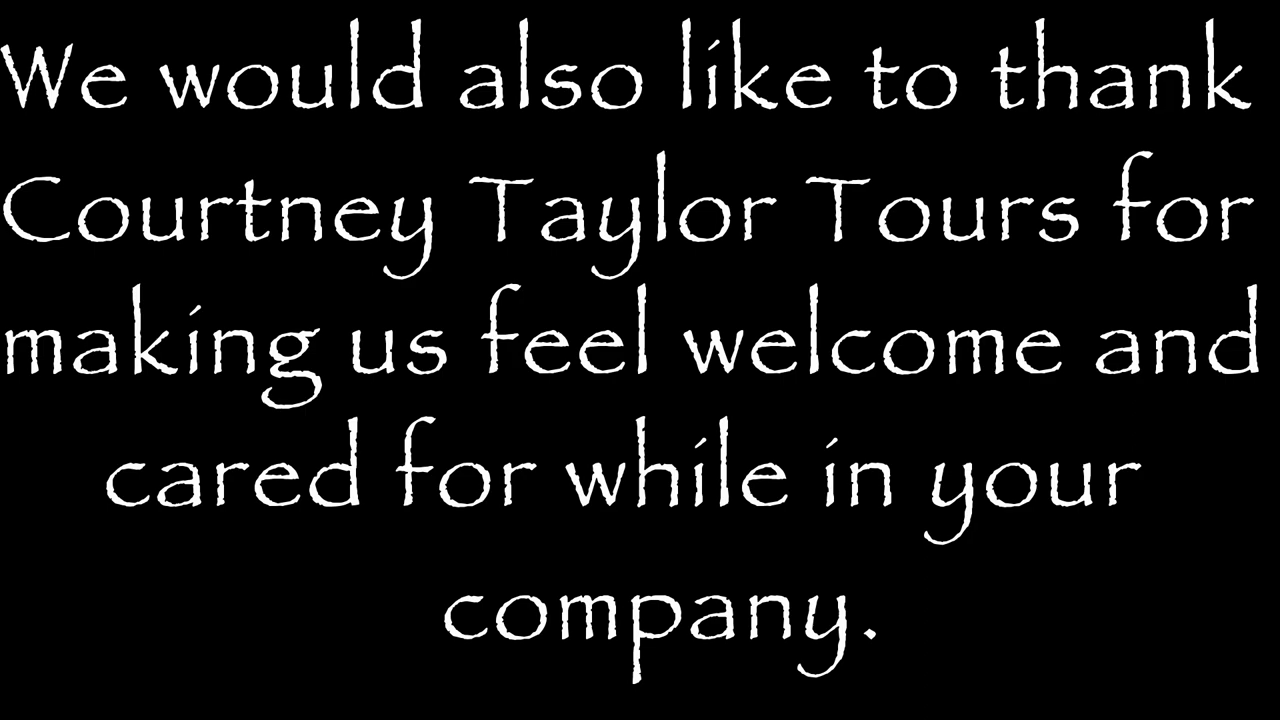 We would also like to thank
Courtney Taylor Tours for
making us feel welcome and
cared for while in your
company.